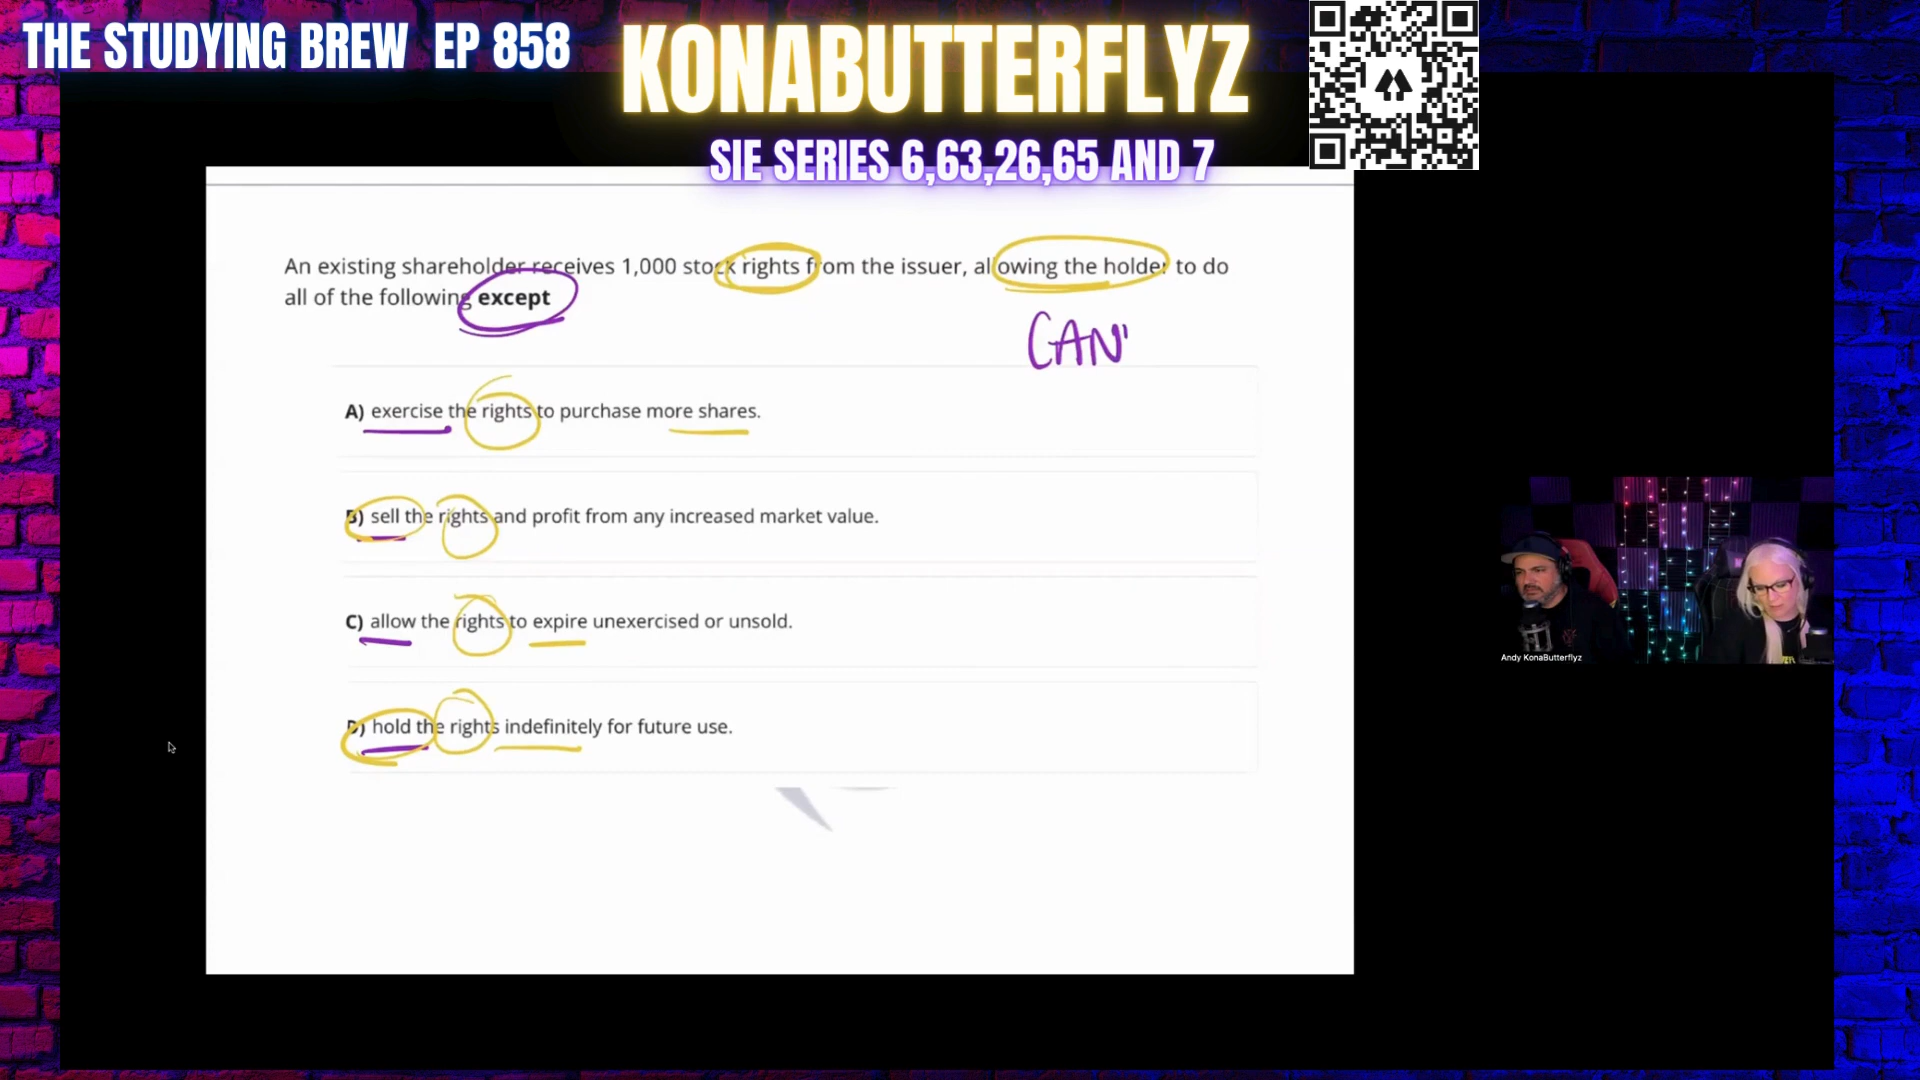 THE STUDYING BREW EP 858
KONABUTTERFLYZ
SIE SERIES 6,63,26,65 AND 7
An existing shareholder receives 1,000 stock rights from the issuer, allowing the holder to do
all of the following except
CAN'
A) exercise the rights to purchase more shares.
B) sell the rights and profit from any increased market value.
C) allow the rights to expire unexercised or unsold.
D) hold the rights indefinitely for future use.
Andy KonaButterflyz